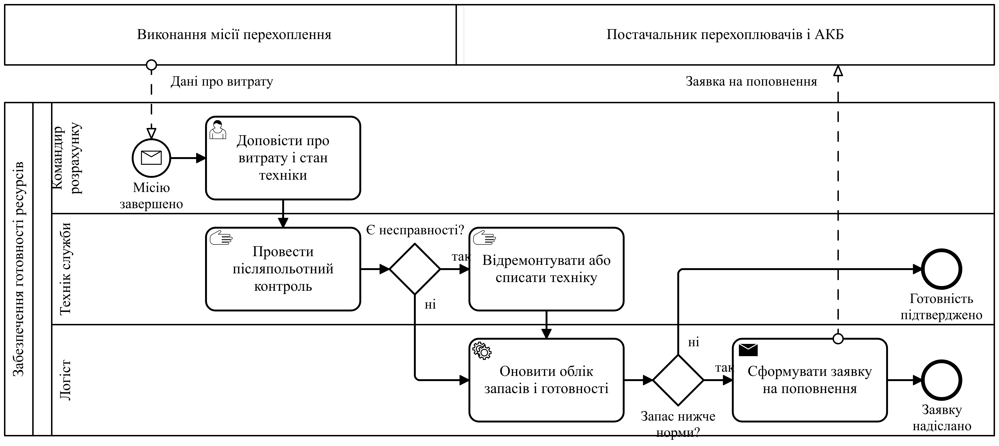 Виконання місії перехоплення
Постачальник перехоплювачів і АКБ
Дані про витрату
Заявка на поповнення
Забезпечення готовності ресурсів
Командир
розрахунку
Місію
завершено
Доповісти про
витрату і стан
техніки
Технік служби
Провести
післяпольотний
контроль
Є несправності?
так
ні
Відремонтувати або
списати техніку
Готовність
підтверджено
Логіст
Оновити облік
запасів і готовності
ні
так
Запас нижче
норми?
Сформувати заявку
на поповнення
Заявку
надіслано